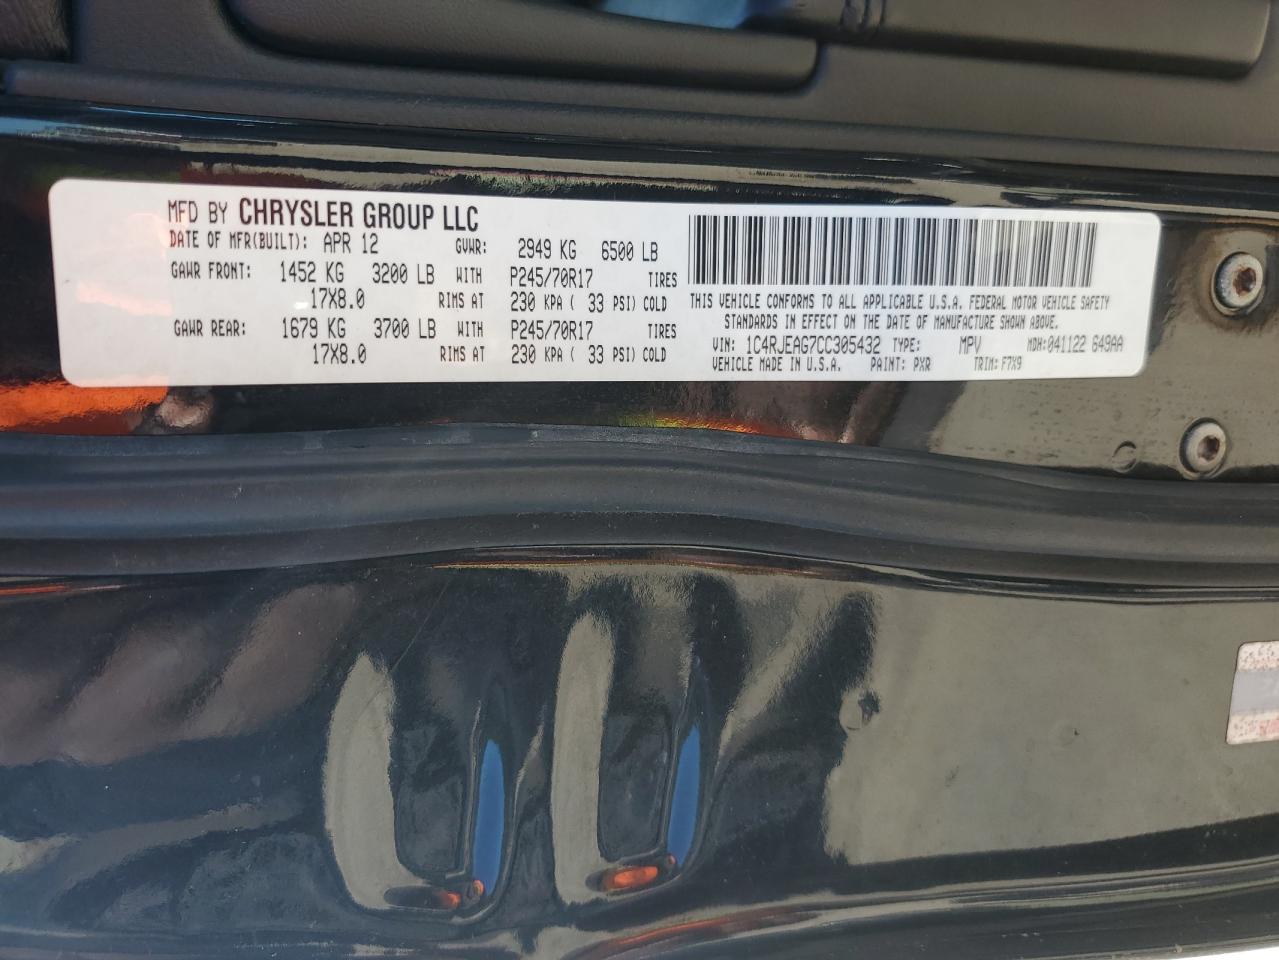 MFD BY CHRYSLER GROUP LLC
DATE OF MFR(BUILT): APR 12 GVWR: 2949 KG 6500 LB
GAWR FRONT: 1452 KG 3200 LB WITH P245/70R17 TIRES
17X8.0 RIMS AT 230 KPA ( 33 PSI) COLD
GAWR REAR: 1679 KG 3700 LB WITH P245/70R17 TIRES
17X8.0 RIMS AT 230 KPA ( 33 PSI) COLD
THIS VEHICLE CONFORMS TO ALL APPLICABLE U.S.A. FEDERAL MOTOR VEHICLE SAFETY
STANDARDS IN EFFECT ON THE DATE OF MANUFACTURE SHOWN ABOVE.
VIN: 1C4RJEAG7CC305432 TYPE: MPV MDH:041122 649AA
VEHICLE MADE IN U.S.A. PAINT: PXR TRIM: F7X9